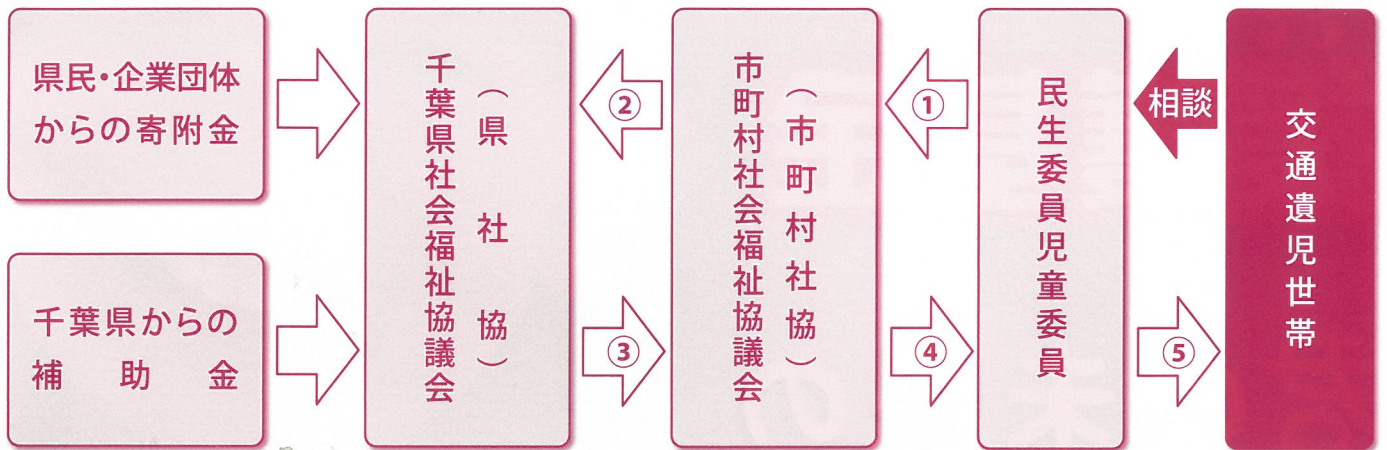 県民・企業団体
からの寄附金
千葉県からの
補助金
千葉県社会福祉協議会
（県社協）
②
③
市町村社会福祉協議会
（市町村社協）
①
④
民生委員児童委員
相談
⑤
交通遺児世帯